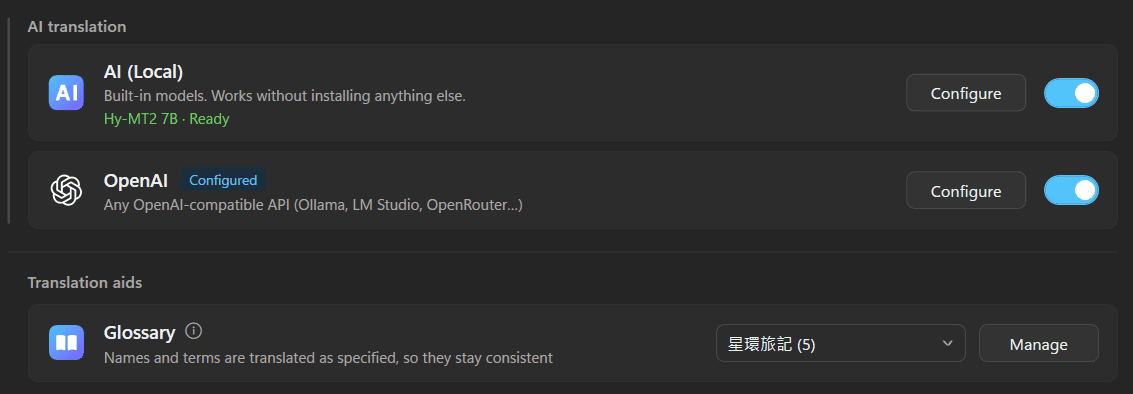 AI translation
AI
AI (Local)
Built-in models. Works without installing anything else.
Hy-MT2 7B · Ready
Configure
OpenAI Configured
Any OpenAI-compatible API (Ollama, LM Studio, OpenRouter...)
Configure
Translation aids
Glossary
Names and terms are translated as specified, so they stay consistent
星環旅記 (5)
Manage